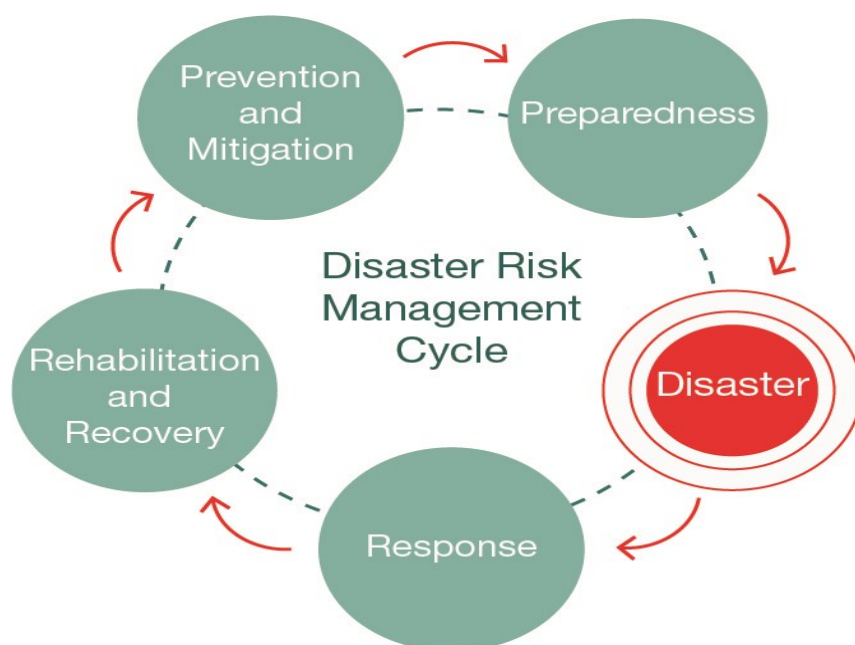 Prevention
and
Mitigation
Preparedness
Disaster Risk
Management
Cycle
Rehabilitation
and
Recovery
Disaster
Response